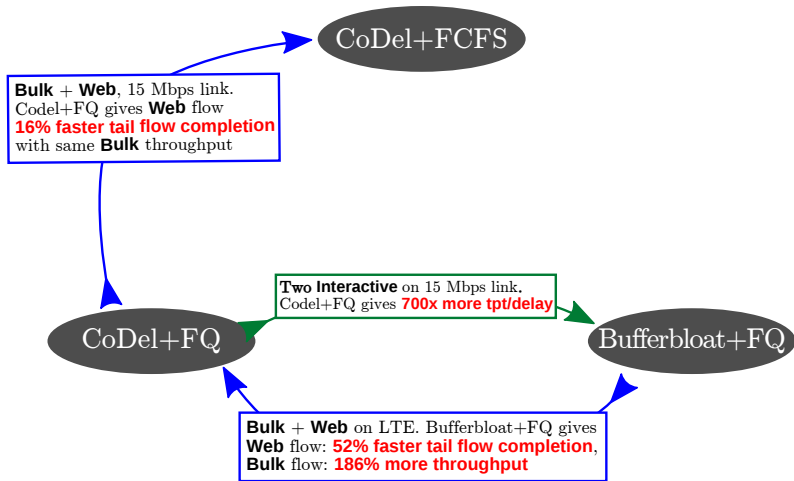 CoDel+FCFS
Bulk + Web, 15 Mbps link.
Codel+FQ gives Web flow
16% faster tail flow completion
with same Bulk throughput
Two Interactive on 15 Mbps link.
Codel+FQ gives 700x more tpt/delay
CoDel+FQ
Bufferbloat+FQ
Bulk + Web on LTE. Bufferbloat+FQ gives
Web flow: 52% faster tail flow completion,
Bulk flow: 186% more throughput